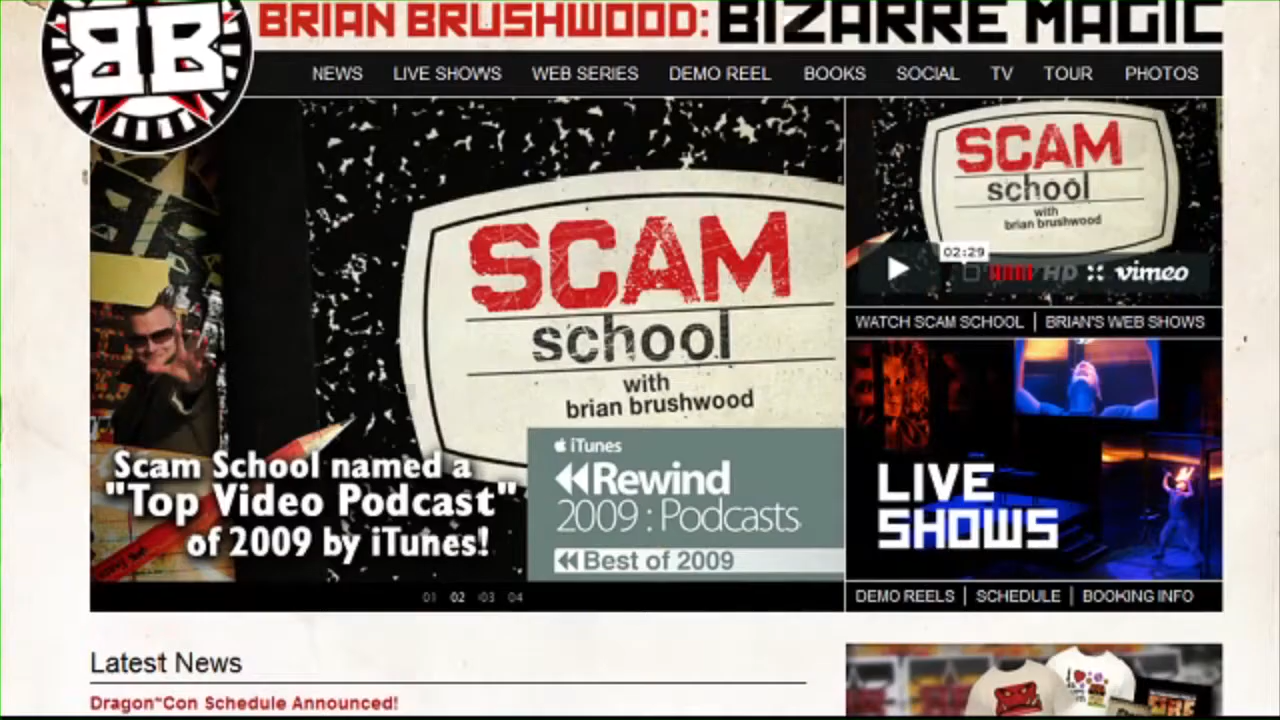 BRIAN BRUSHWOOD: BIZARRE MAGIC
BB
NEWS LIVE SHOWS WEB SERIES DEMO REEL BOOKS SOCIAL TV TOUR PHOTOS
SCAM
school
with
brian brushwood
Scam School named a
"Top Video Podcast"
of 2009 by iTunes!
iTunes
Rewind
2009 : Podcasts
Best of 2009
01 02 03 04
SCAM
school
with
brian brushwood
02:29
HD vimeo
WATCH SCAM SCHOOL | BRIAN'S WEB SHOWS
LIVE
SHOWS
DEMO REELS | SCHEDULE | BOOKING INFO
Latest News
Dragon*Con Schedule Announced!